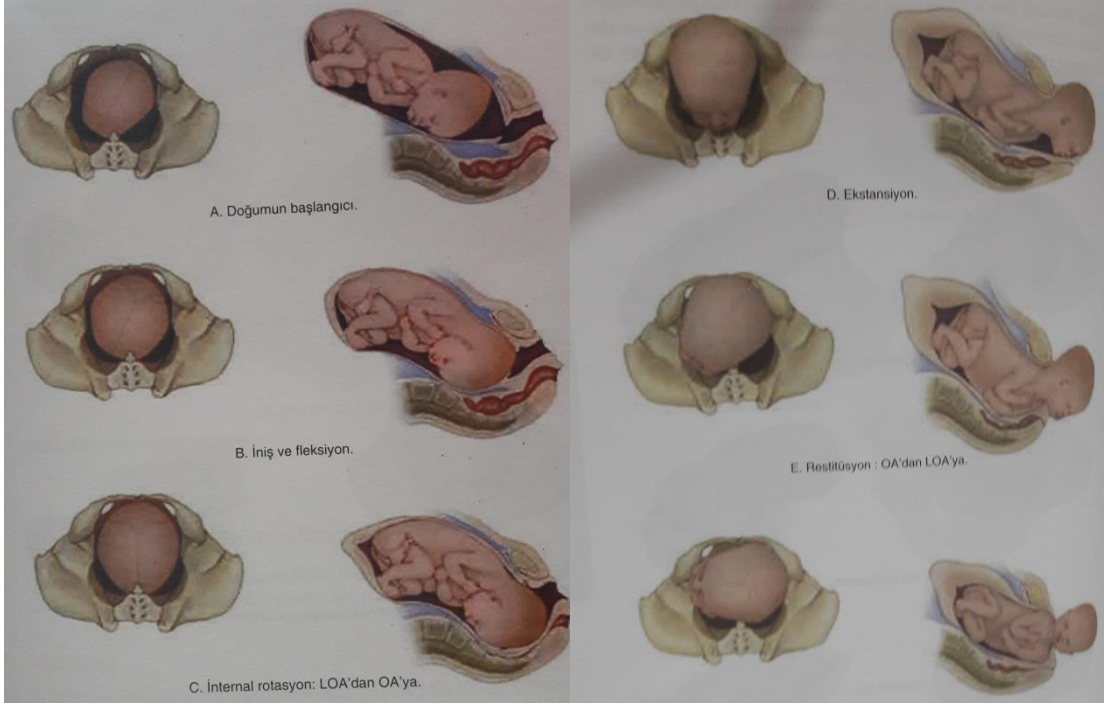 A. Doğumun başlangıcı.
B. İniş ve fleksiyon.
C. İnternal rotasyon: LOA'dan OA'ya.
D. Ekstansiyon.
E. Restitüsyon : OA'dan LOA'ya.